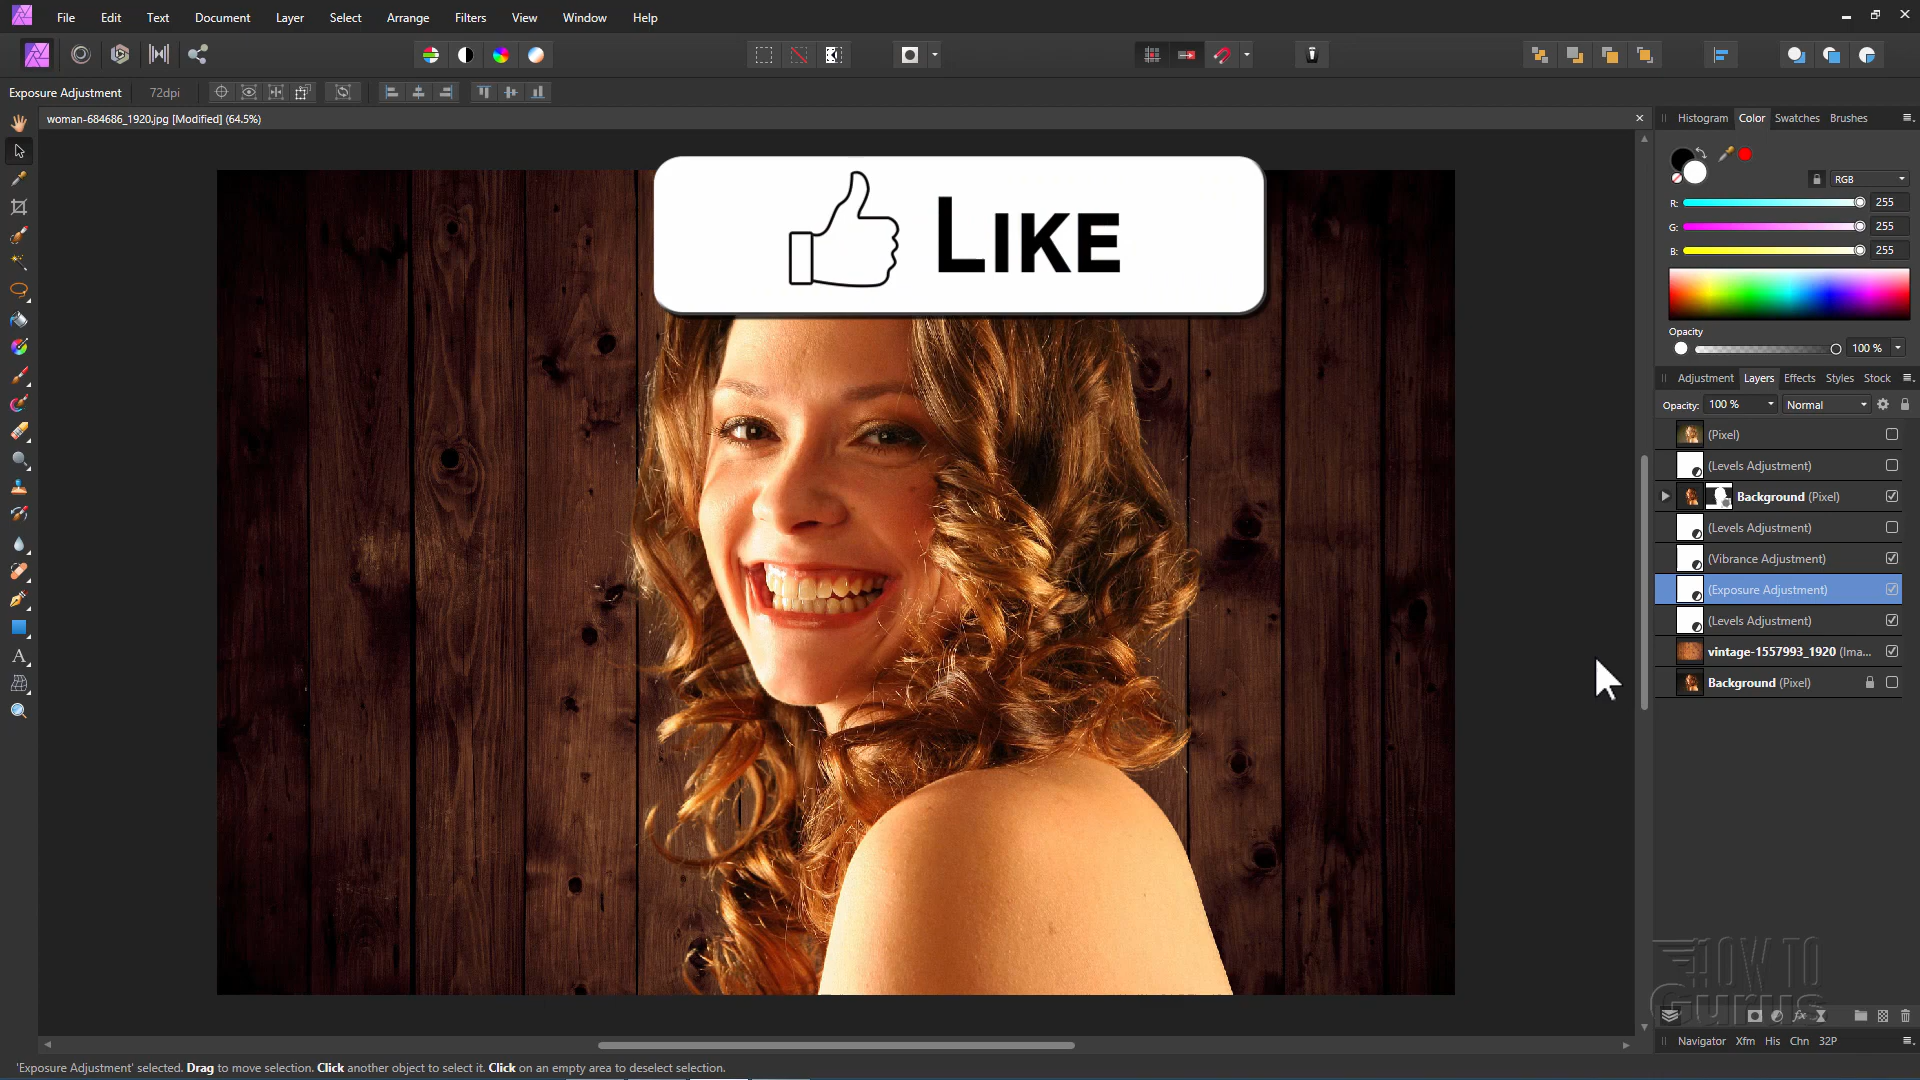 File Edit Text Document Layer Select Arrange Filters View Window Help
Exposure Adjustment 72dpi
woman-684686_1920.jpg [Modified] (64.5%)
Histogram Color Swatches Brushes
LIKE
RGB
R: 255
G: 255
B: 255
Opacity
100 %
Adjustment Layers Effects Styles Stock
Opacity: 100 % Normal
(Pixel)
(Levels Adjustment)
Background (Pixel)
(Levels Adjustment)
(Vibrance Adjustment)
(Exposure Adjustment)
(Levels Adjustment)
vintage-1557993_1920 (Ima...
Background (Pixel)
HOW TO
GURUS
fx
Navigator Xfm His Chn 32P
'Exposure Adjustment' selected. Drag to move selection. Click another object to select it. Click on an empty area to deselect selection.